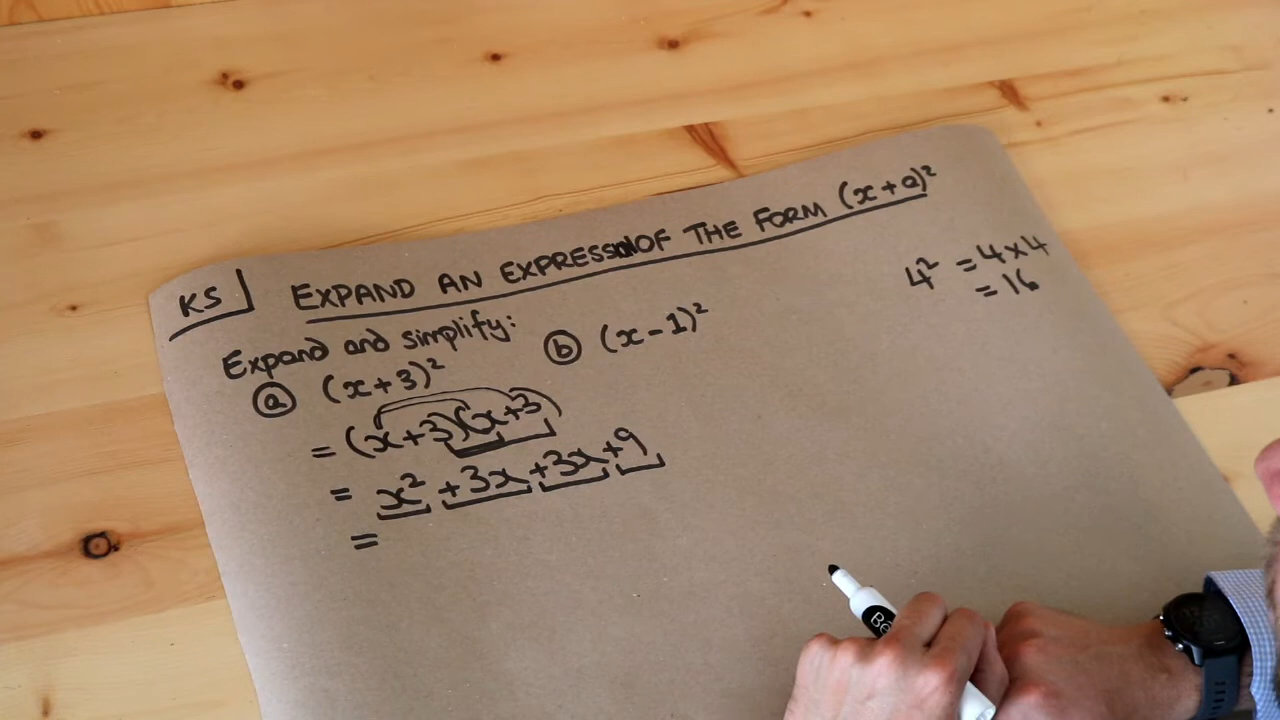 K5
EXPAND AN EXPRESSION OF THE FORM (x+a)²
4² = 4×4
= 16
Expand and simplify:
ⓐ (x+3)²
ⓑ (x-1)²
= (x+3)(x+3)
= x² +3x +3x +9
=